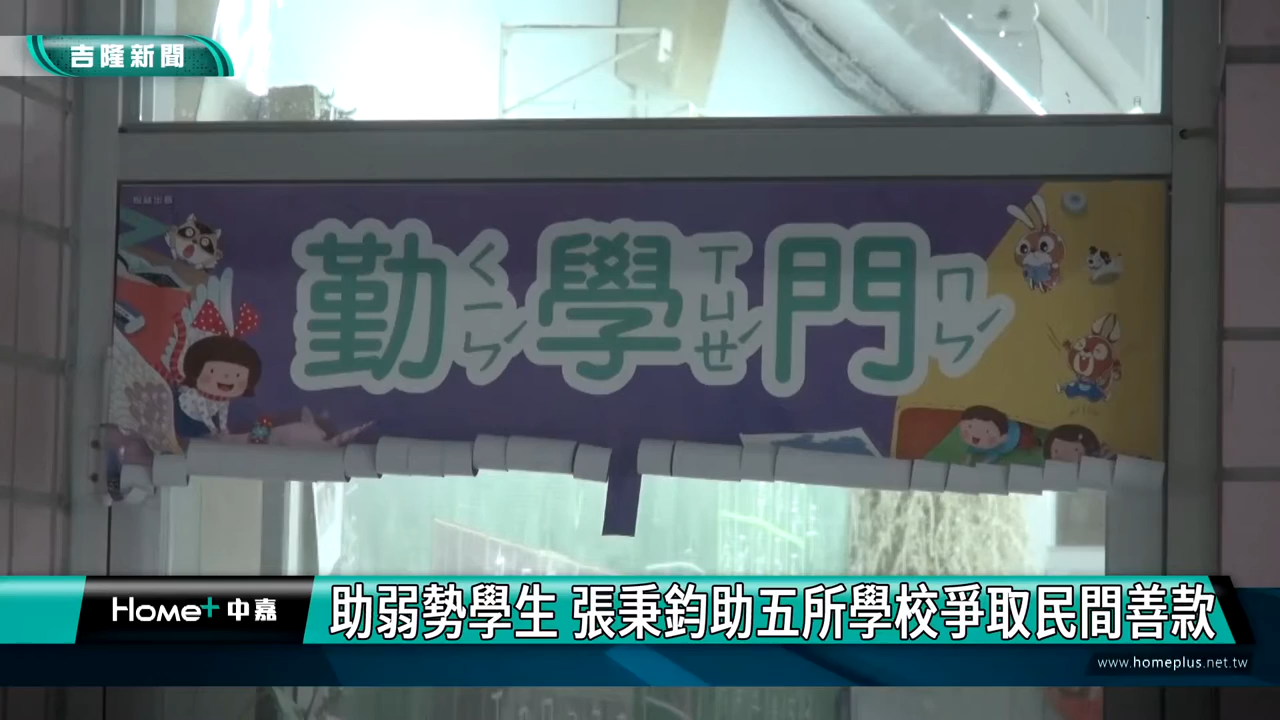 吉隆新聞
勤ㄑㄧㄣˊ學ㄒㄩㄝˊ門ㄇㄣˊ
Home+ 中嘉
助弱勢學生 張秉鈞助五所學校爭取民間善款
www.homeplus.net.tw